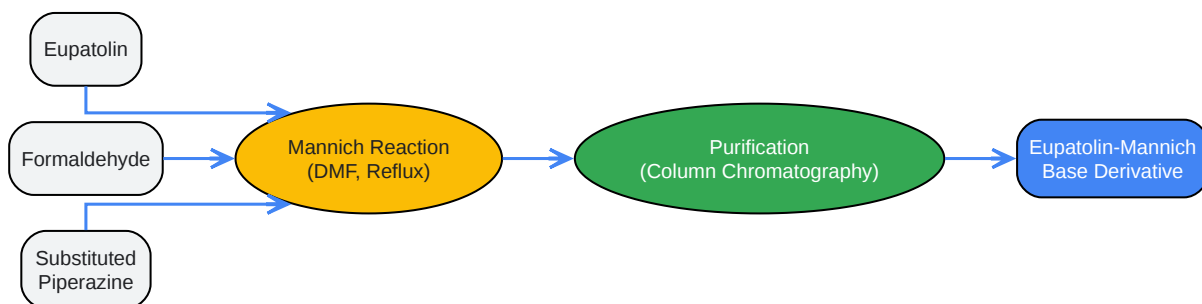 Eupatolin
Formaldehyde
Substituted
Piperazine
Mannich Reaction
(DMF, Reflux)
Purification
(Column Chromatography)
Eupatolin-Mannich
Base Derivative